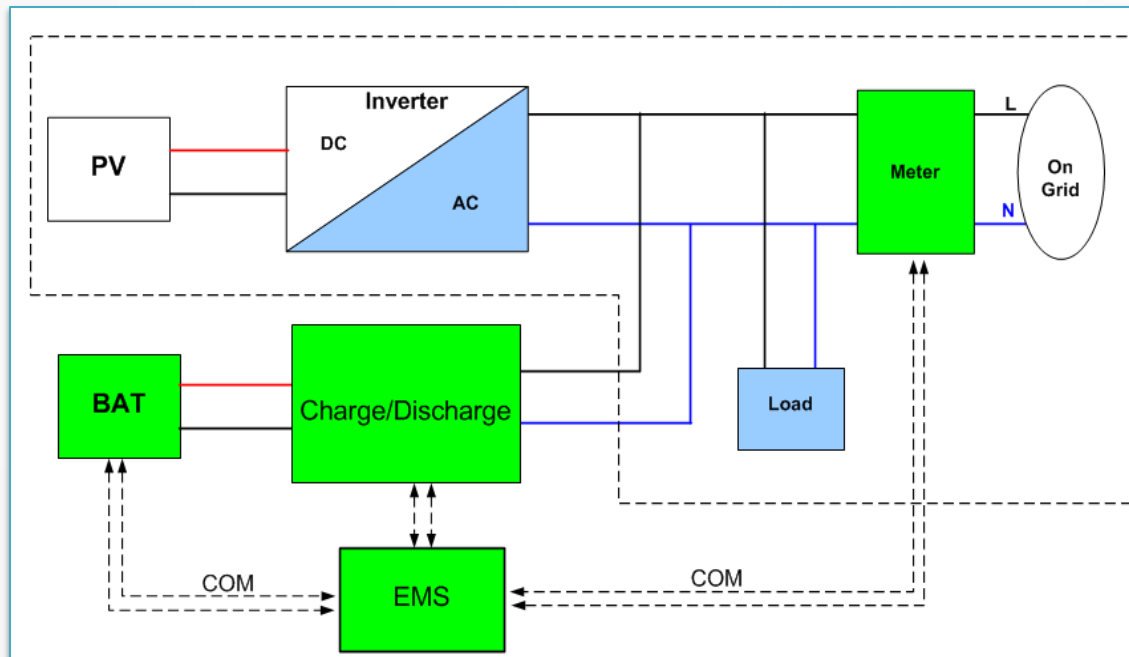 Inverter
DC
AC
PV
L
N
Meter
On
Grid
BAT
Charge/Discharge
Load
COM
EMS
COM